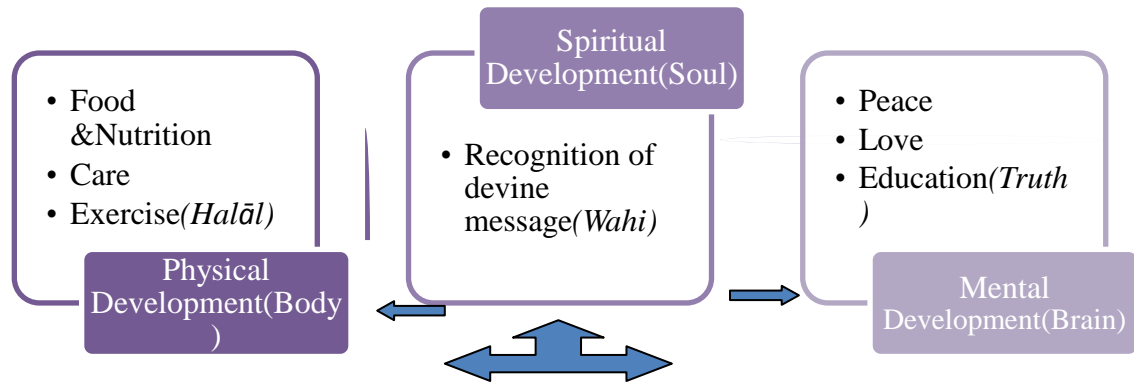 • Food
&Nutrition
• Care
• Exercise(Halāl)
Physical
Development(Body
)
Spiritual
Development(Soul)
• Recognition of
devine
message(Wahi)
• Peace
• Love
• Education(Truth
)
Mental
Development(Brain)